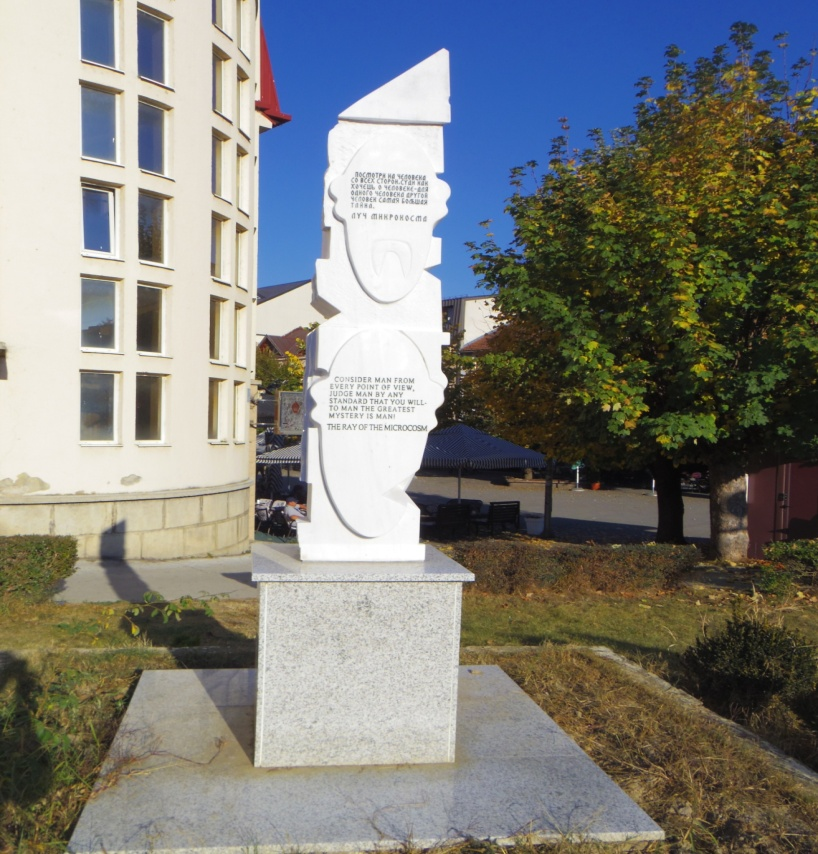 ПОСМОТРИ НА ЧЕЛОВЕКА
СО ВСЕХ СТОРОН,СУДИ КАК
ХОЧЕШЬ О ЧЕЛОВЕКЕ-ДЛЯ
ОДНОГО ЧЕЛОВЕКА ДРУГОЙ
ЧЕЛОВЕК САМАЯ БОЛЬШАЯ
ТАЙНА.
ЛУЧ МИКРОКОСМА
CONSIDER MAN FROM
EVERY POINT OF VIEW,
JUDGE MAN BY ANY
STANDARD THAT YOU WILL-
TO MAN THE GREATEST
MYSTERY IS MAN!
THE RAY OF THE MICROCOSM